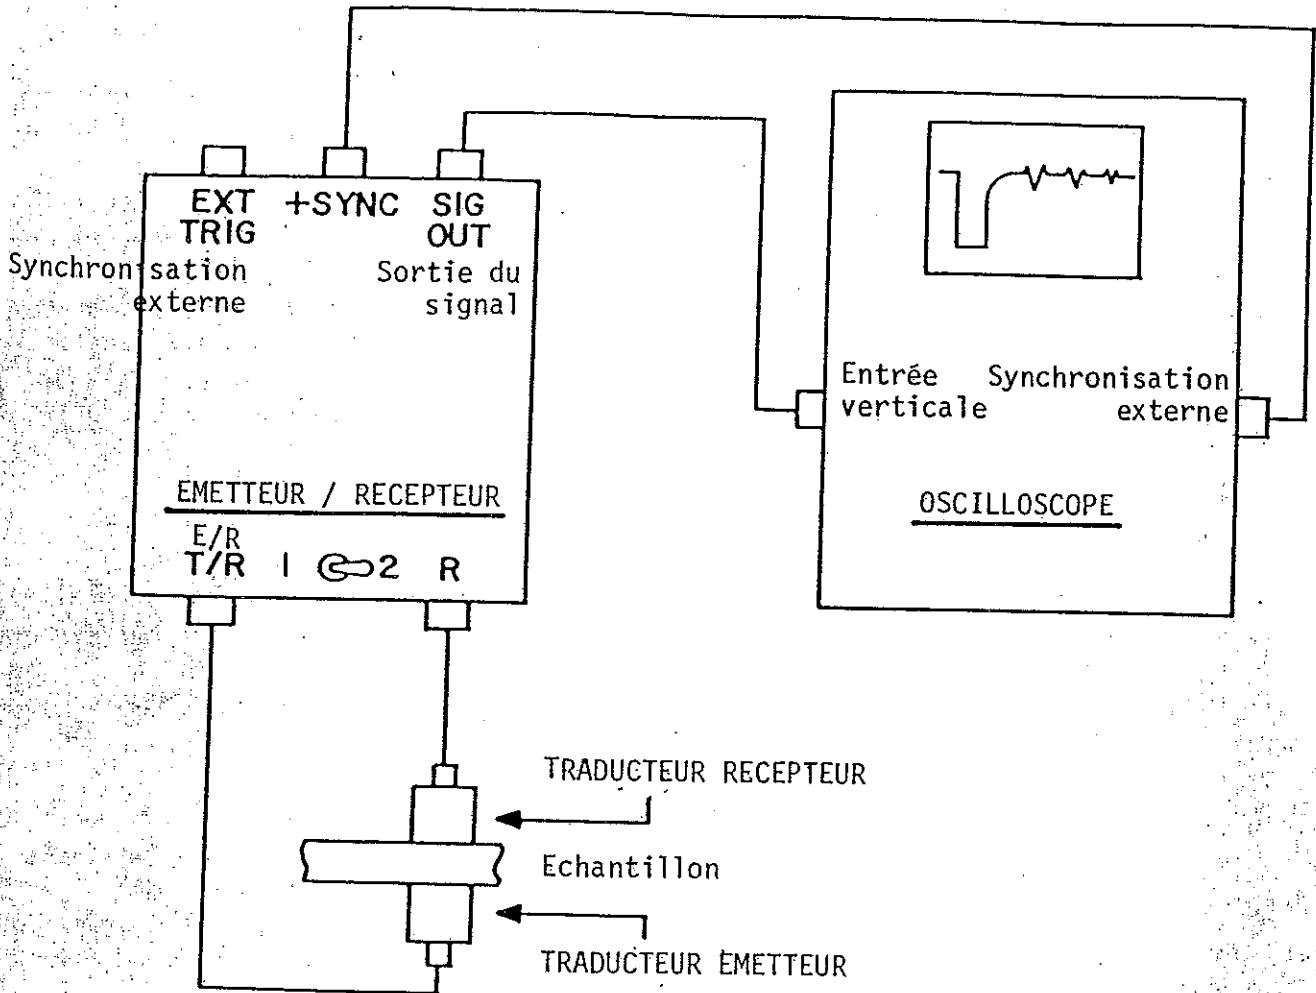 EXT TRIG
+SYNC
SIG OUT
Synchronisation
externe
Sortie du
signal
EMETTEUR / RECEPTEUR
E/R
T/R 1 2 R
Entrée
verticale
Synchronisation
externe
OSCILLOSCOPE
TRADUCTEUR RECEPTEUR
Echantillon
TRADUCTEUR EMETTEUR